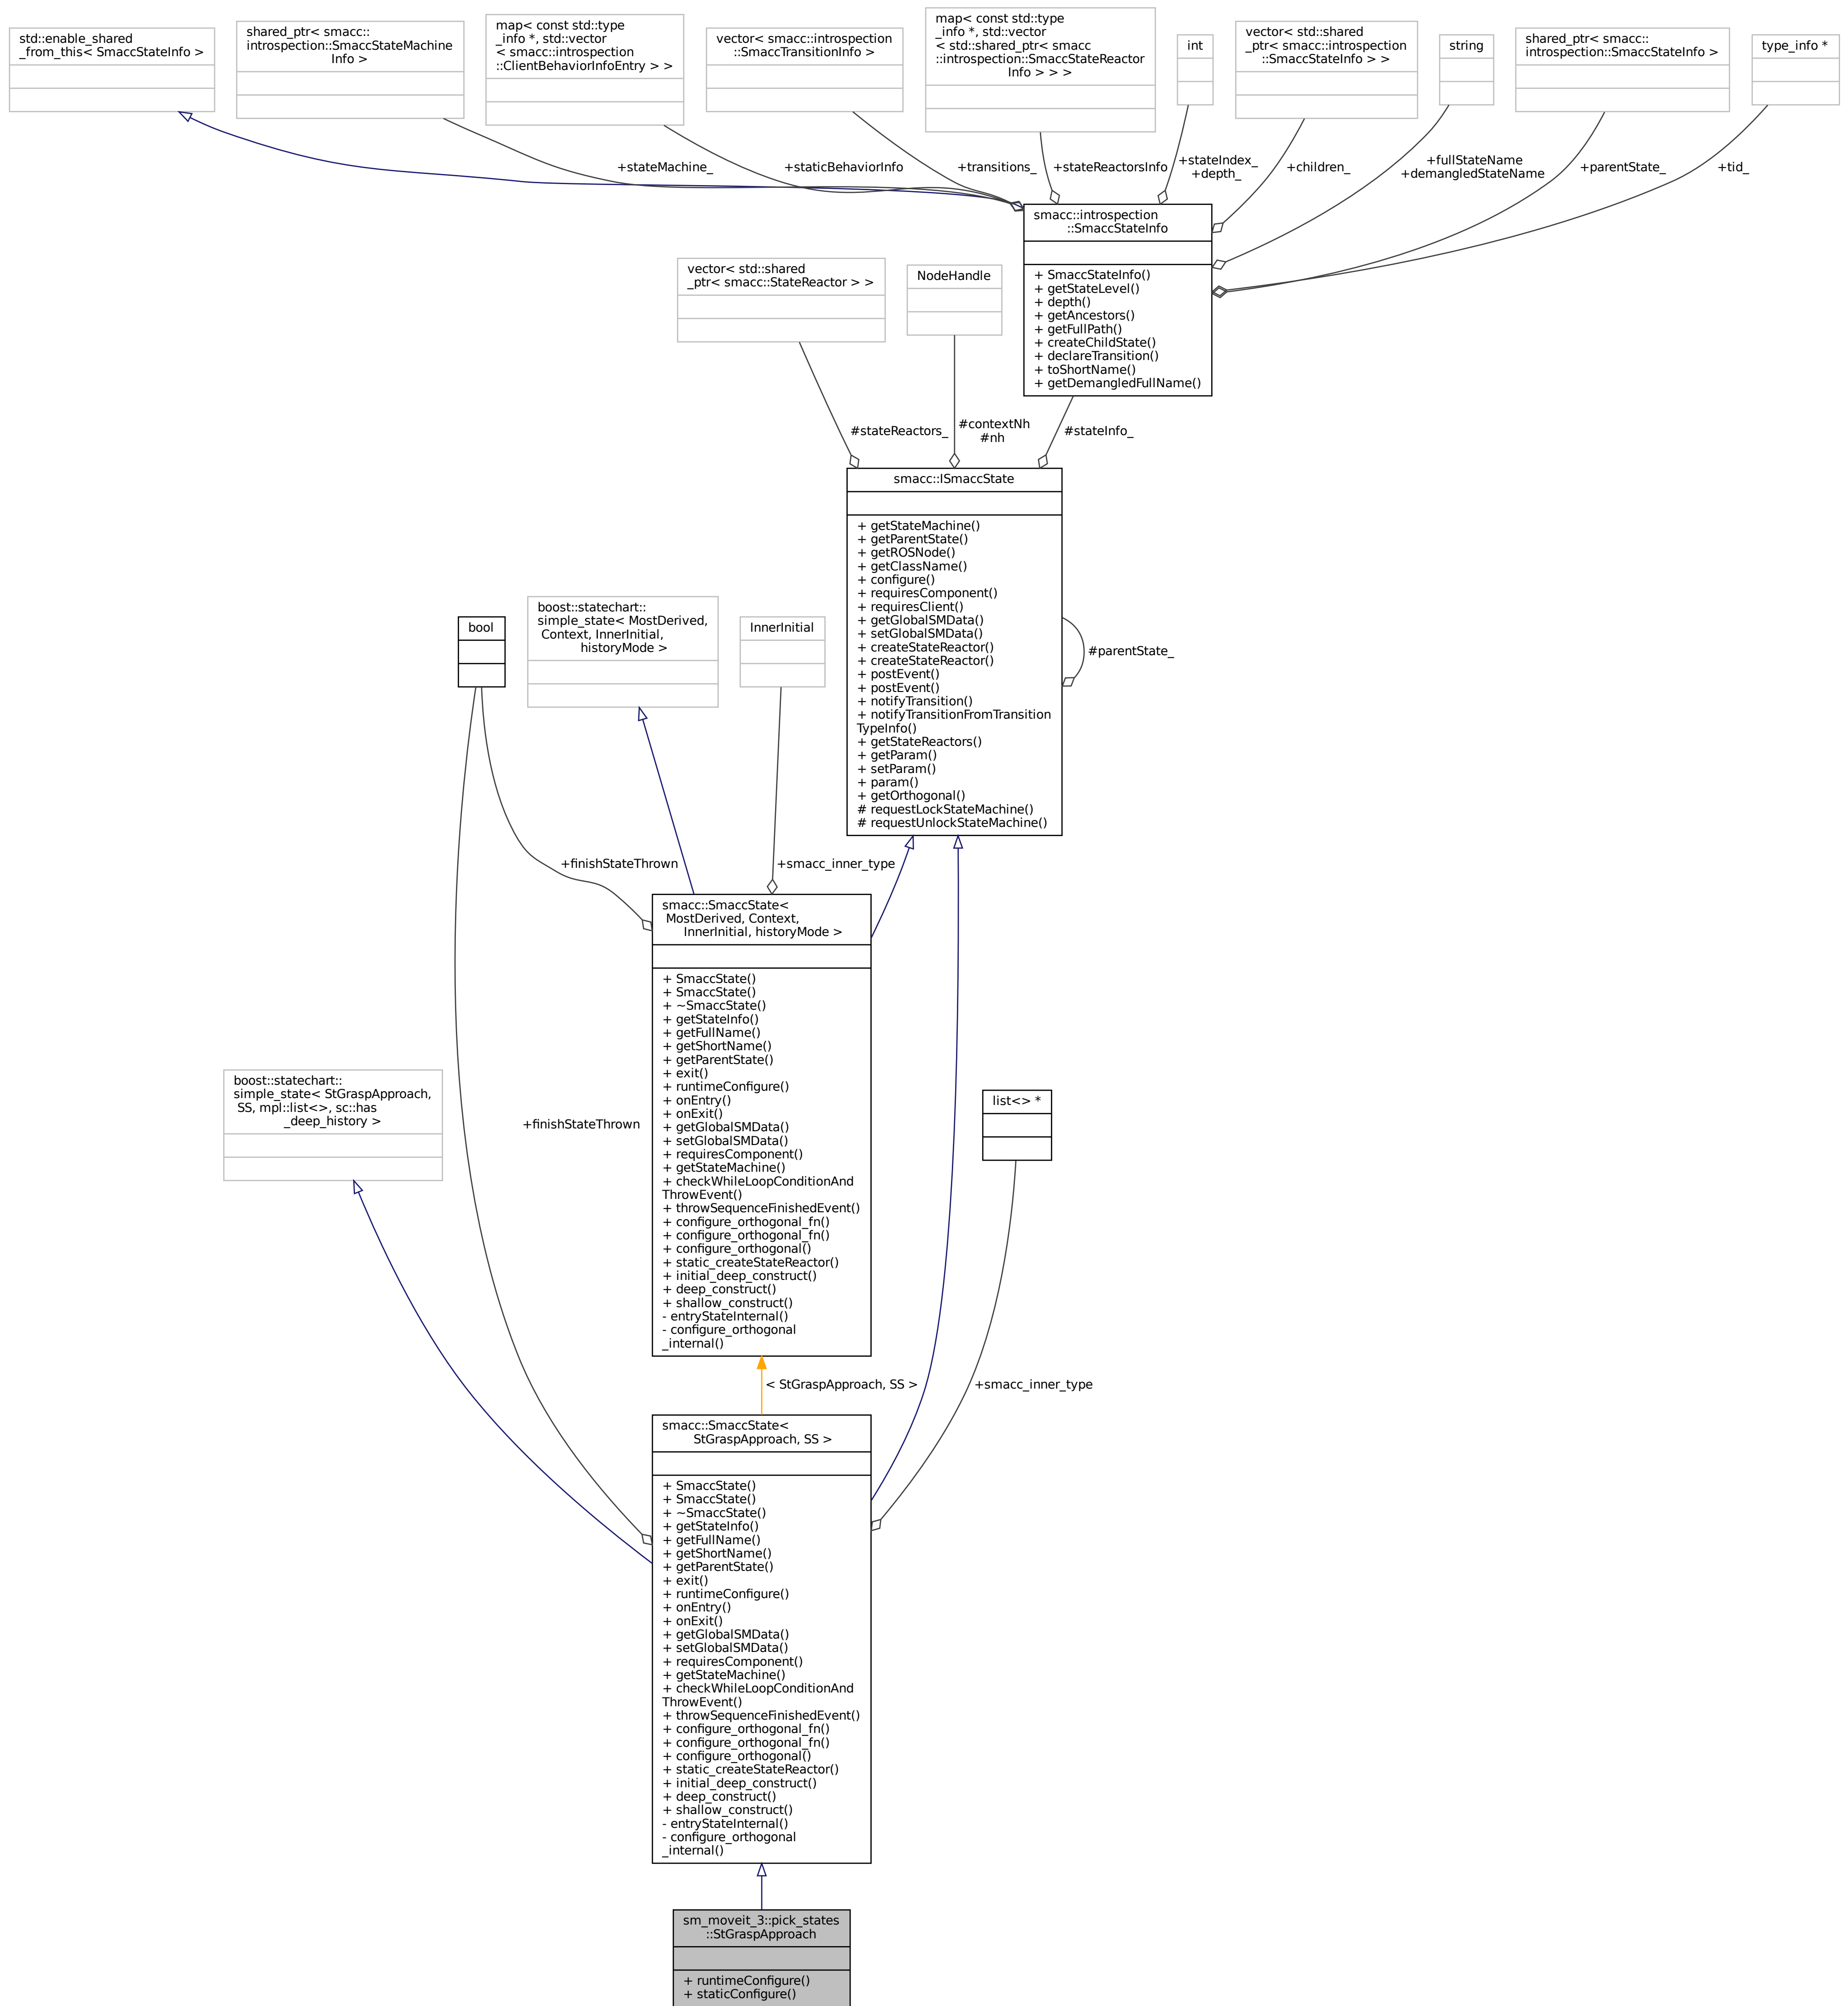 std::enable_shared
_from_this< SmaccStateInfo >
shared_ptr< smacc::
introspection::SmaccStateMachine
Info >
map< const std::type
_info *, std::vector
< smacc::introspection
::ClientBehaviorInfoEntry > >
vector< smacc::introspection
::SmaccTransitionInfo >
map< const std::type
_info *, std::vector
< std::shared_ptr< smacc
::introspection::SmaccStateReactor
Info > > >
int
vector< std::shared
_ptr< smacc::introspection
::SmaccStateInfo > >
string
shared_ptr< smacc::
introspection::SmaccStateInfo >
type_info *
+stateMachine_
+staticBehaviorInfo
+transitions_
+stateReactorsInfo
+stateIndex_
+depth_
+children_
+fullStateName
+demangledStateName
+parentState_
+tid_
smacc::introspection
::SmaccStateInfo
+ SmaccStateInfo()
+ getStateLevel()
+ depth()
+ getAncestors()
+ getFullPath()
+ createChildState()
+ declareTransition()
+ toShortName()
+ getDemangledFullName()
vector< std::shared
_ptr< smacc::StateReactor > >
NodeHandle
#stateReactors_
#contextNh
#nh
#stateInfo_
smacc::ISmaccState
+ getStateMachine()
+ getParentState()
+ getROSNode()
+ getClassName()
+ configure()
+ requiresComponent()
+ requiresClient()
+ getGlobalSMData()
+ setGlobalSMData()
+ createStateReactor()
+ createStateReactor()
+ postEvent()
+ postEvent()
+ notifyTransition()
+ notifyTransitionFromTransition
TypeInfo()
+ getStateReactors()
+ getParam()
+ setParam()
+ param()
+ getOrthogonal()
# requestLockStateMachine()
# requestUnlockStateMachine()
#parentState_
bool
boost::statechart::
simple_state< MostDerived,
Context, InnerInitial,
historyMode >
InnerInitial
+finishStateThrown
+smacc_inner_type
smacc::SmaccState<
MostDerived, Context,
InnerInitial, historyMode >
+ SmaccState()
+ SmaccState()
+ ~SmaccState()
+ getStateInfo()
+ getFullName()
+ getShortName()
+ getParentState()
+ exit()
+ runtimeConfigure()
+ onEntry()
+ onExit()
+ getGlobalSMData()
+ setGlobalSMData()
+ requiresComponent()
+ getStateMachine()
+ checkWhileLoopConditionAnd
ThrowEvent()
+ throwSequenceFinishedEvent()
+ configure_orthogonal_fn()
+ configure_orthogonal_fn()
+ configure_orthogonal()
+ static_createStateReactor()
+ initial_deep_construct()
+ deep_construct()
+ shallow_construct()
- entryStateInternal()
- configure_orthogonal
_internal()
boost::statechart::
simple_state< StGraspApproach,
SS, mpl::list<>, sc::has
_deep_history >
+finishStateThrown
list<> *
< StGraspApproach, SS >
+smacc_inner_type
smacc::SmaccState<
StGraspApproach, SS >
+ SmaccState()
+ SmaccState()
+ ~SmaccState()
+ getStateInfo()
+ getFullName()
+ getShortName()
+ getParentState()
+ exit()
+ runtimeConfigure()
+ onEntry()
+ onExit()
+ getGlobalSMData()
+ setGlobalSMData()
+ requiresComponent()
+ getStateMachine()
+ checkWhileLoopConditionAnd
ThrowEvent()
+ throwSequenceFinishedEvent()
+ configure_orthogonal_fn()
+ configure_orthogonal_fn()
+ configure_orthogonal()
+ static_createStateReactor()
+ initial_deep_construct()
+ deep_construct()
+ shallow_construct()
- entryStateInternal()
- configure_orthogonal
_internal()
sm_moveit_3::pick_states
::StGraspApproach
+ runtimeConfigure()
+ staticConfigure()